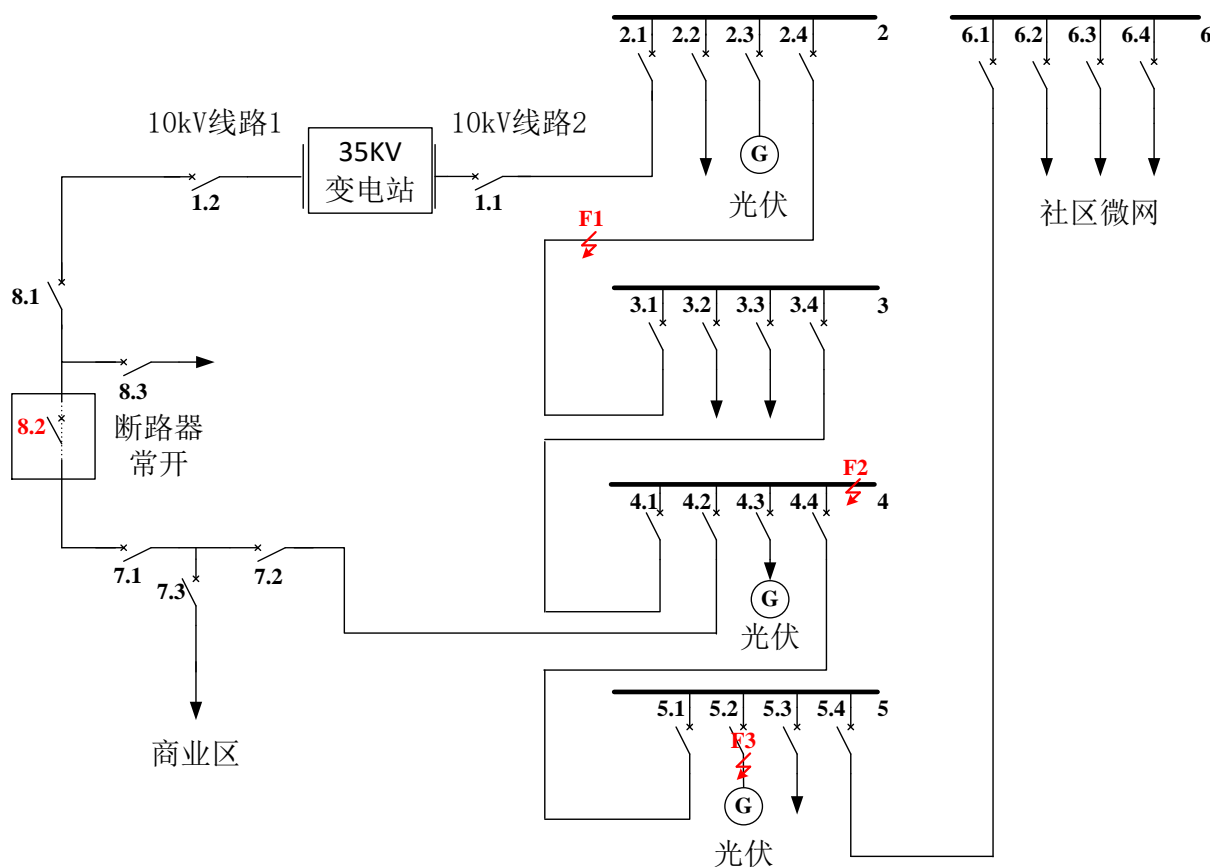 2.1 2.2 2.3 2.4 2
6.1 6.2 6.3 6.4 6
10kV线路1
35KV
变电站
10kV线路2
1.2
1.1
G
光伏
社区微网
F1
8.1
3.1 3.2 3.3 3.4 3
8.3
8.2
断路器
常开
F2
4.1 4.2 4.3 4.4 4
7.1
7.2
7.3
G
光伏
5.1 5.2 5.3 5.4 5
F3
商业区
G
光伏